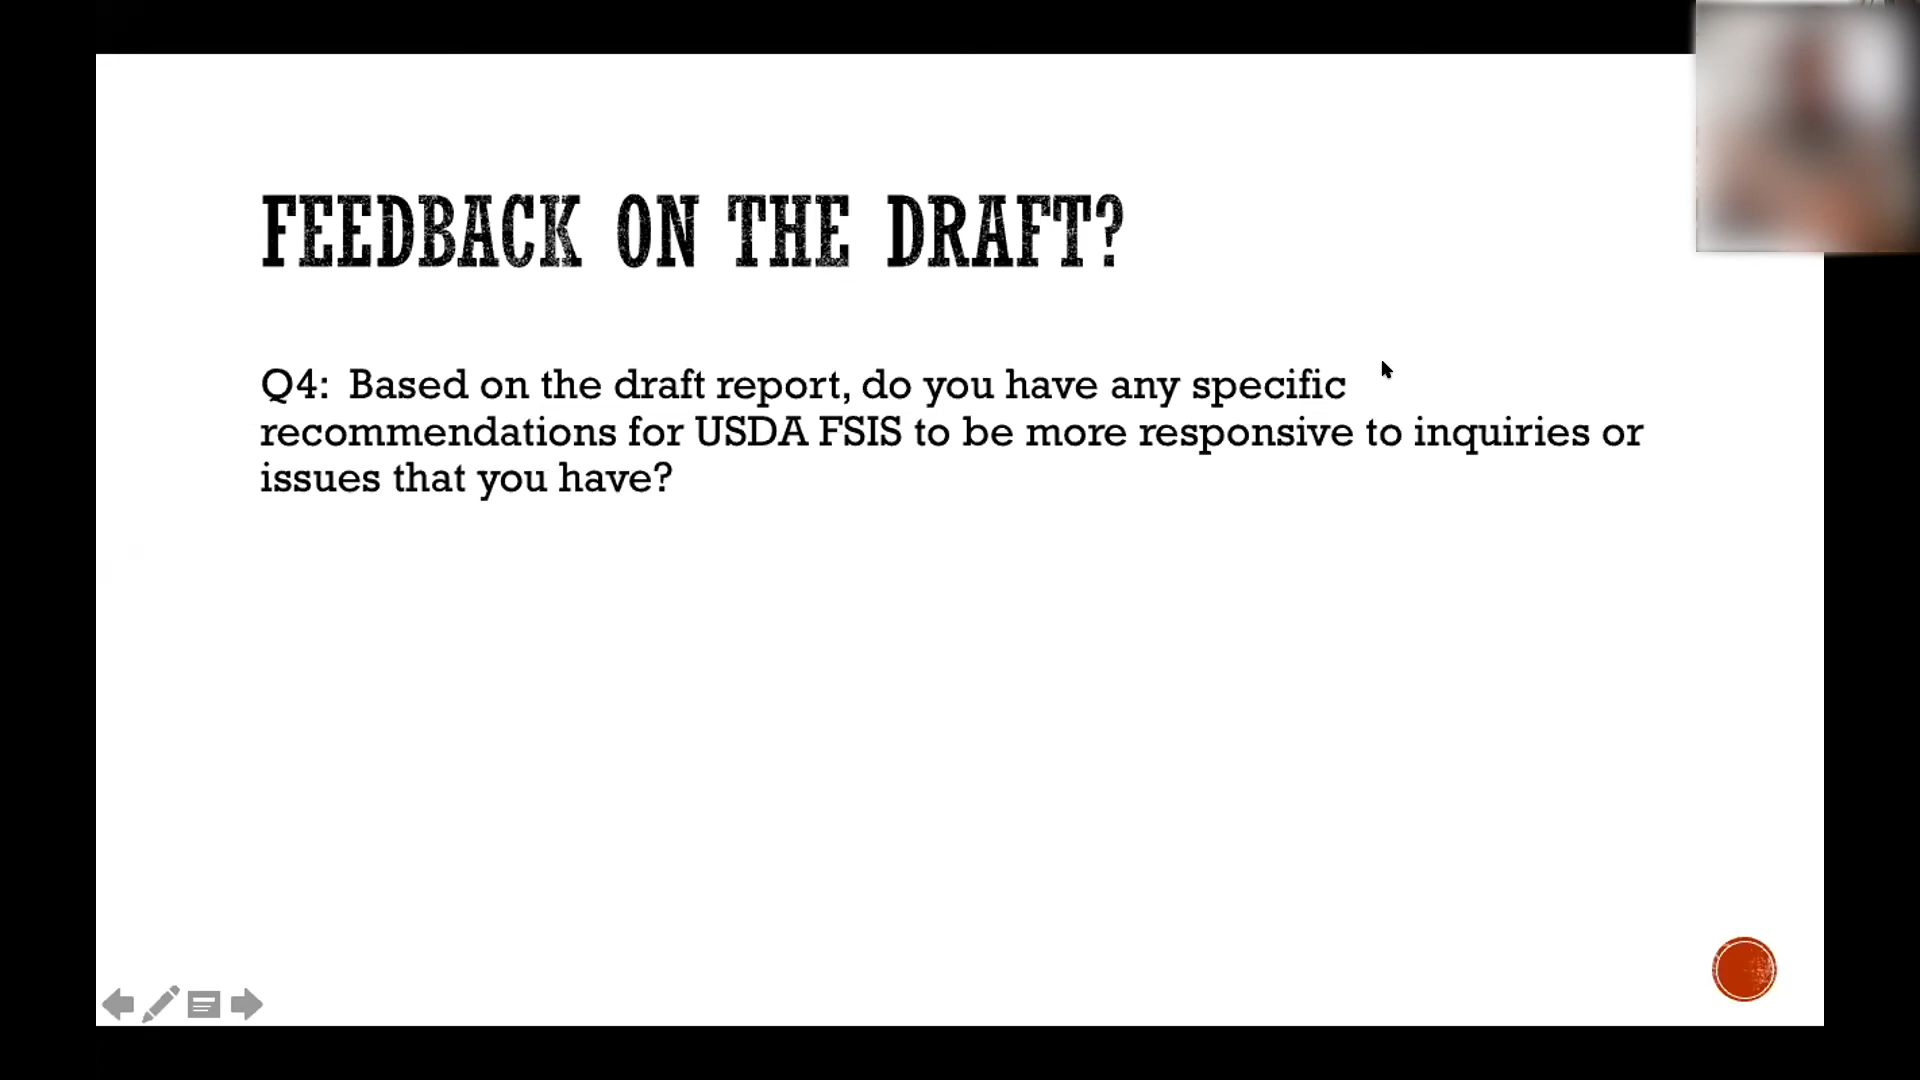 FEEDBACK ON THE DRAFT?
Q4: Based on the draft report, do you have any specific
recommendations for USDA FSIS to be more responsive to inquiries or
issues that you have?